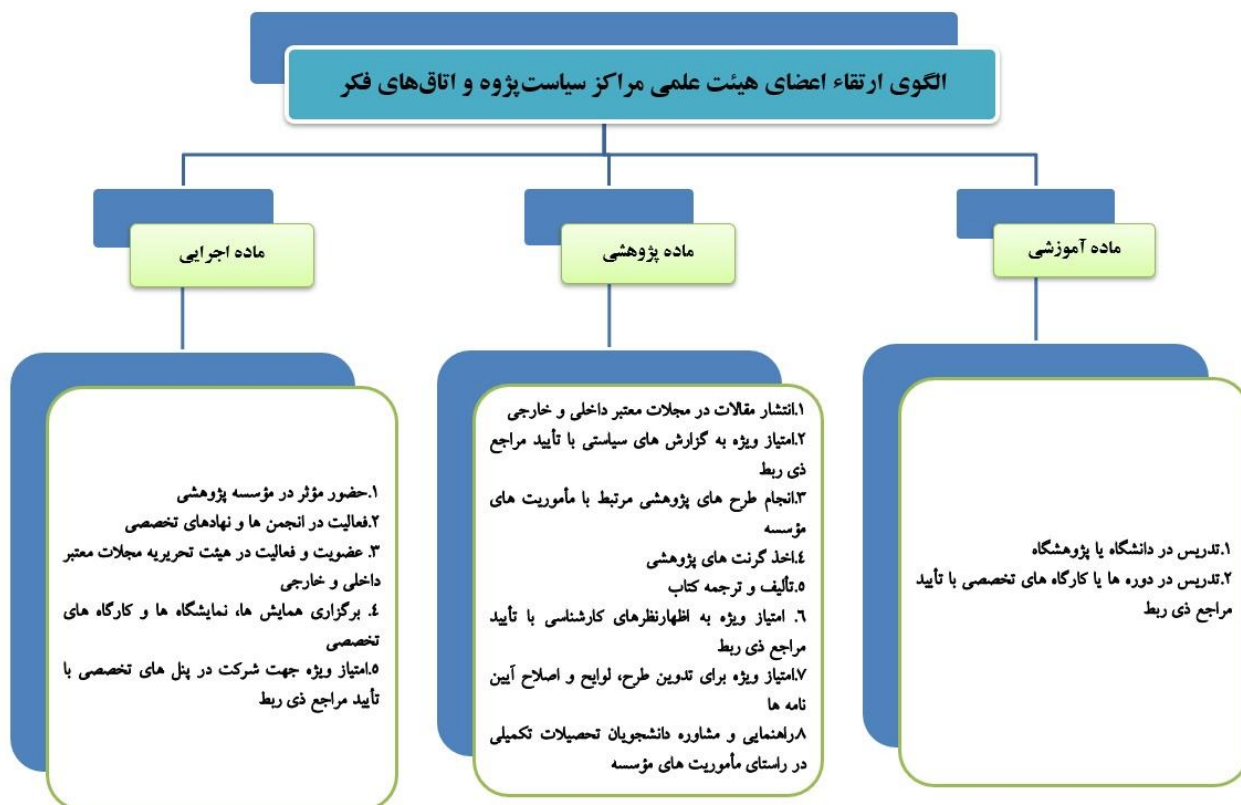 الگوی ارتقاء اعضای هیئت علمی مراکز سیاست‌پژوه و اتاق‌های فکر
ماده آموزشی
۱.تدریس در دانشگاه یا پژوهشگاه
۲.تدریس در دوره ها یا کارگاه های تخصصی با تأیید
مراجع ذی ربط
ماده پژوهشی
۱.انتشار مقالات در مجلات معتبر داخلی و خارجی
۲.امتیاز ویژه به گزارش های سیاستی با تأیید مراجع
ذی ربط
۳.انجام طرح های پژوهشی مرتبط با مأموریت های
مؤسسه
٤.اخذ گرنت های پژوهشی
٥.تألیف و ترجمه کتاب
٦. امتیاز ویژه به اظهارنظرهای کارشناسی با تأیید
مراجع ذی ربط
۷.امتیاز ویژه برای تدوین طرح، لوایح و اصلاح آیین
نامه ها
۸.راهنمایی و مشاوره دانشجویان تحصیلات تکمیلی
در راستای مأموریت های مؤسسه
ماده اجرایی
۱.حضور مؤثر در مؤسسه پژوهشی
۲.فعالیت در انجمن ها و نهادهای تخصصی
۳. عضویت و فعالیت در هیئت تحریریه مجلات معتبر
داخلی و خارجی
٤. برگزاری همایش ها، نمایشگاه ها و کارگاه های
تخصصی
٥.امتیاز ویژه جهت شرکت در پنل های تخصصی با
تأیید مراجع ذی ربط